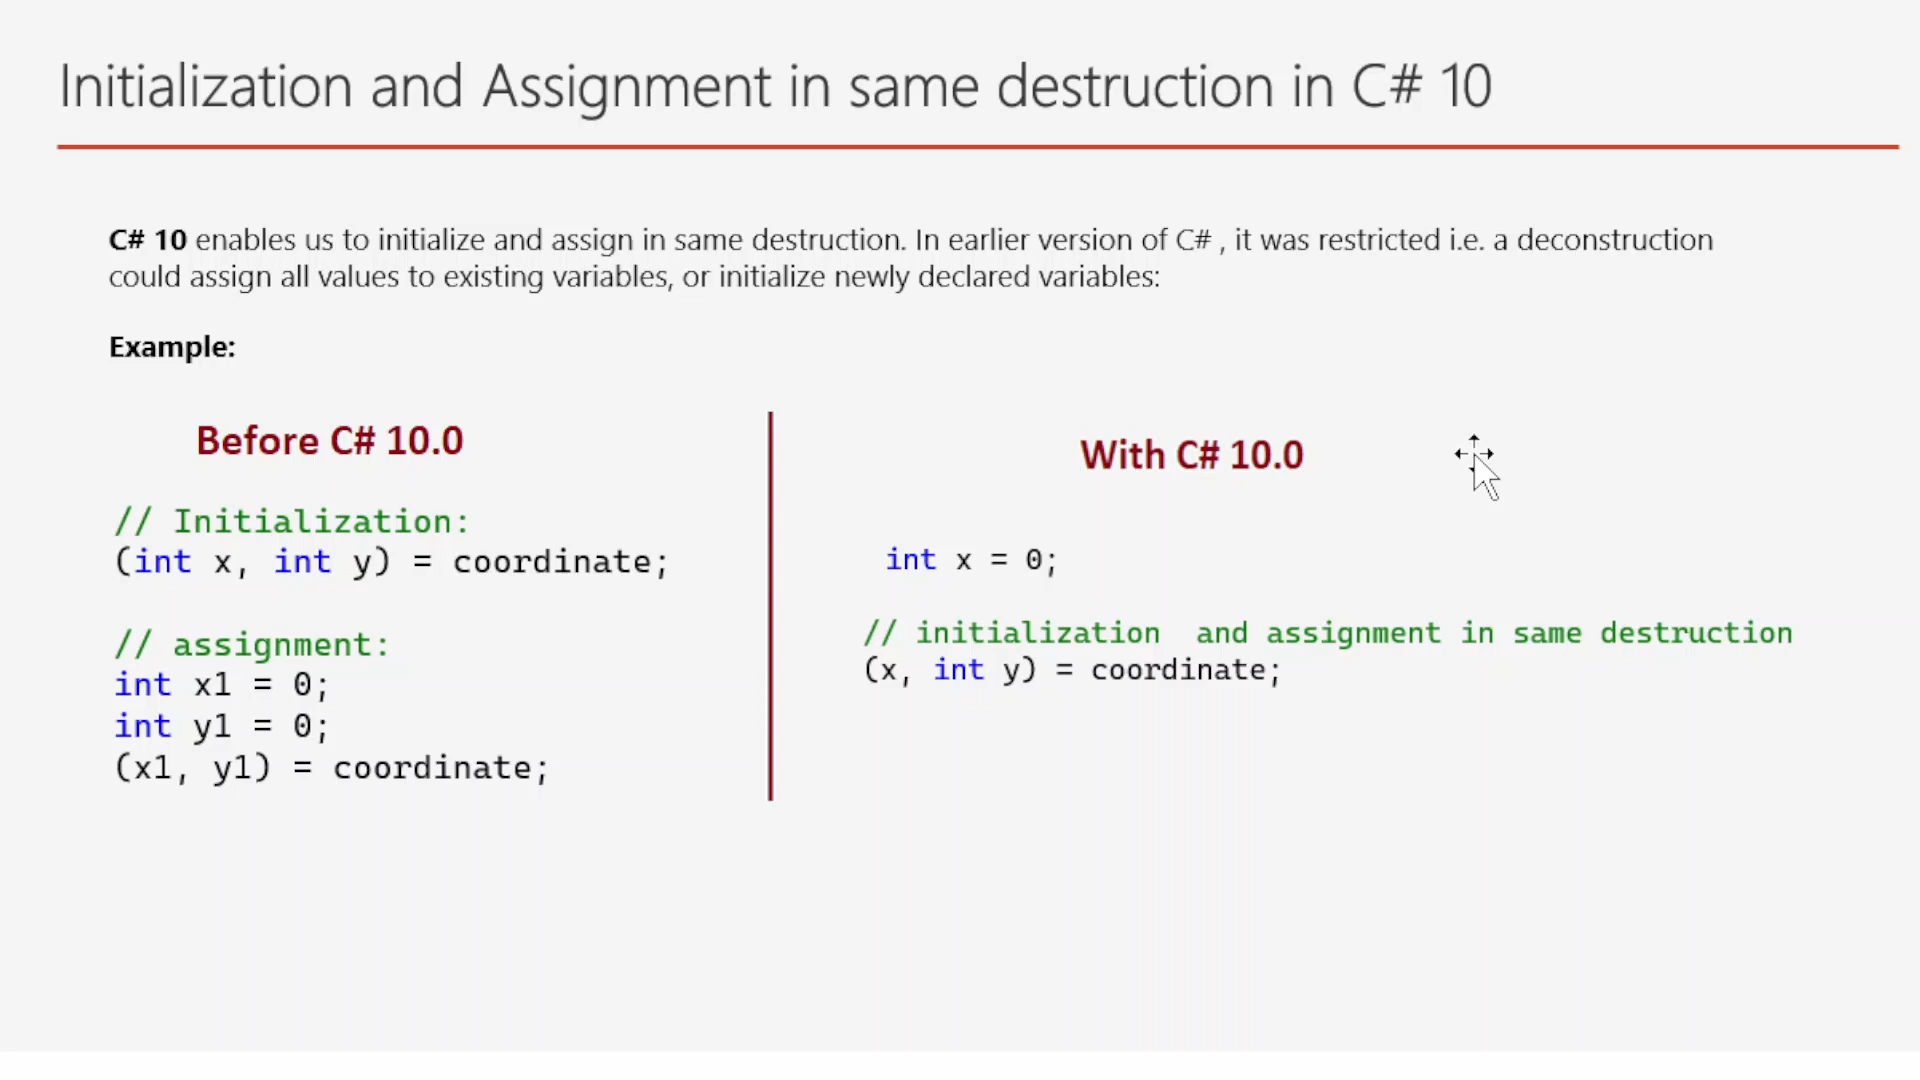 Initialization and Assignment in same destruction in C# 10
C# 10 enables us to initialize and assign in same destruction. In earlier version of C# , it was restricted i.e. a deconstruction
could assign all values to existing variables, or initialize newly declared variables:
Example:
Before C# 10.0
// Initialization:
(int x, int y) = coordinate;
// assignment:
int x1 = 0;
int y1 = 0;
(x1, y1) = coordinate;
With C# 10.0
int x = 0;
// initialization  and assignment in same destruction
(x, int y) = coordinate;